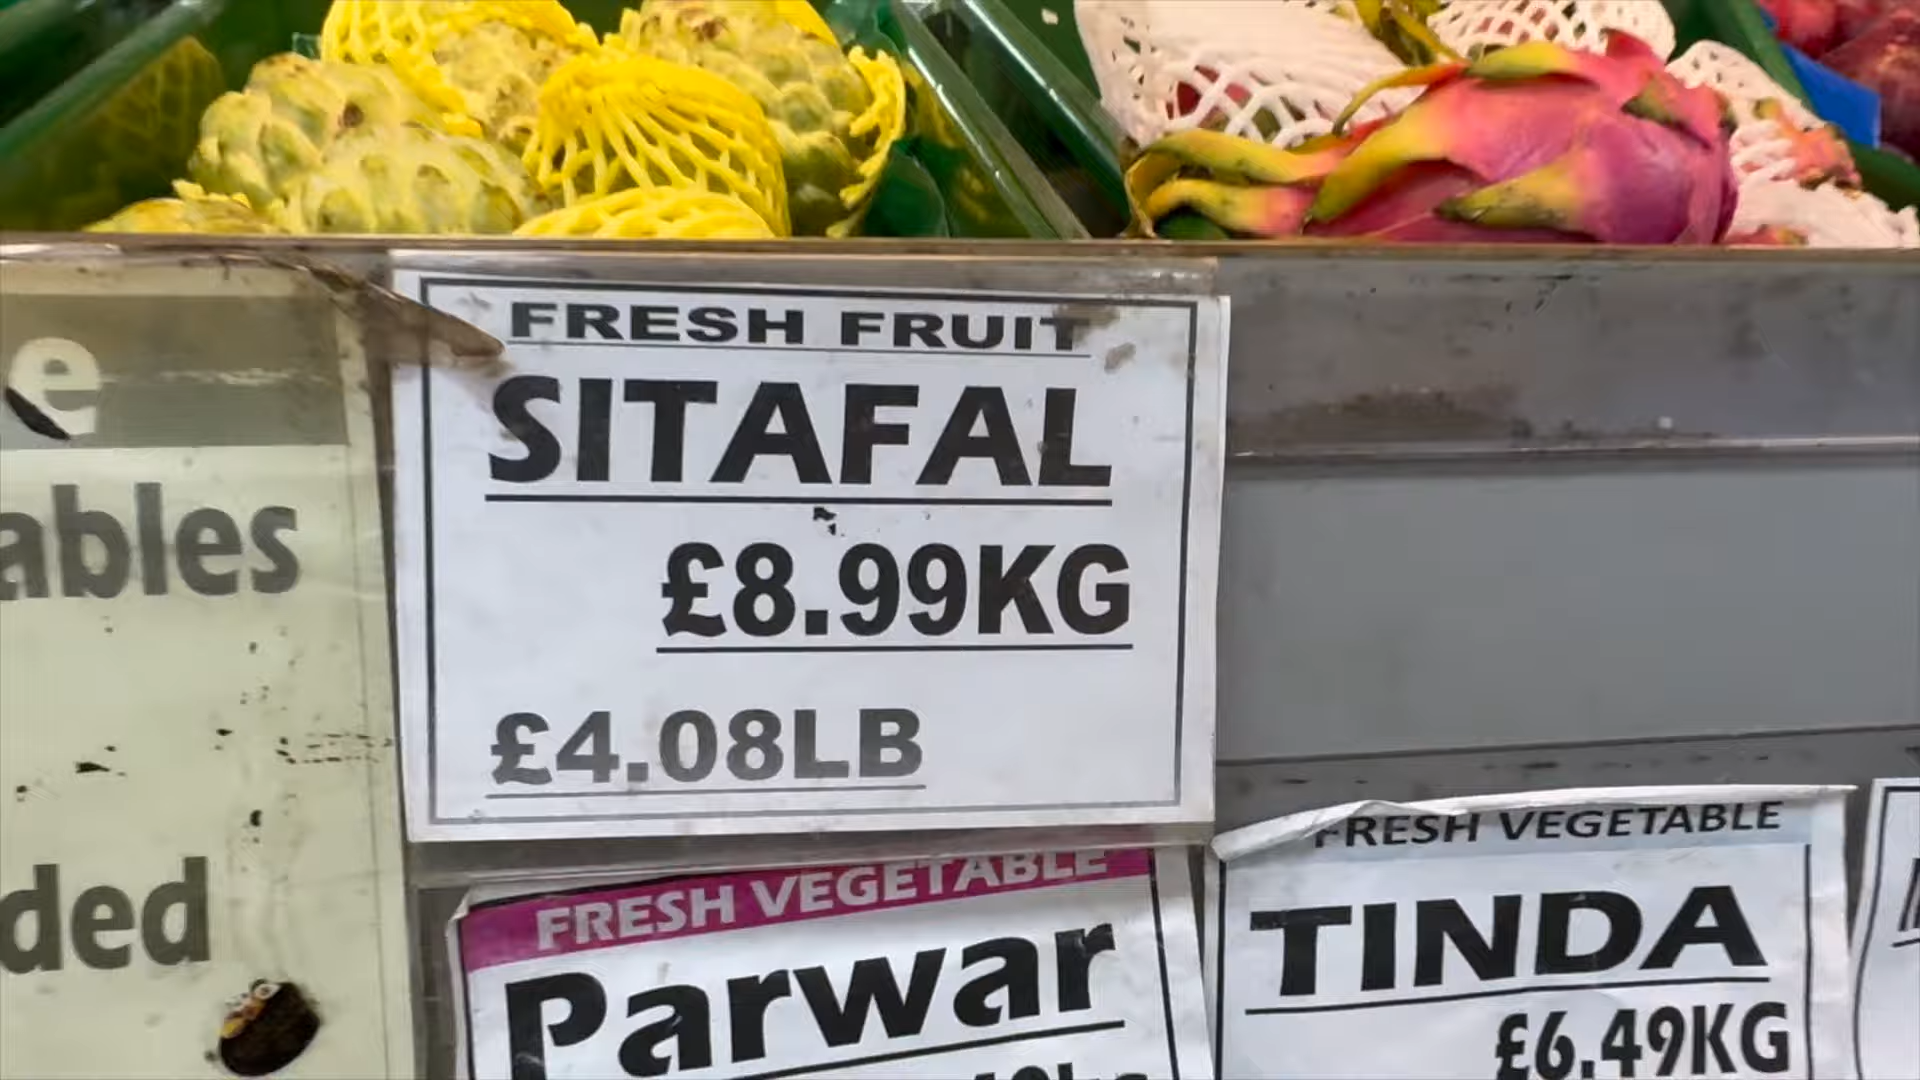 FRESH FRUIT
SITAFAL
£8.99KG
£4.08LB
e
ables
ded
FRESH VEGETABLE
Parwar
FRESH VEGETABLE
TINDA
£6.49KG